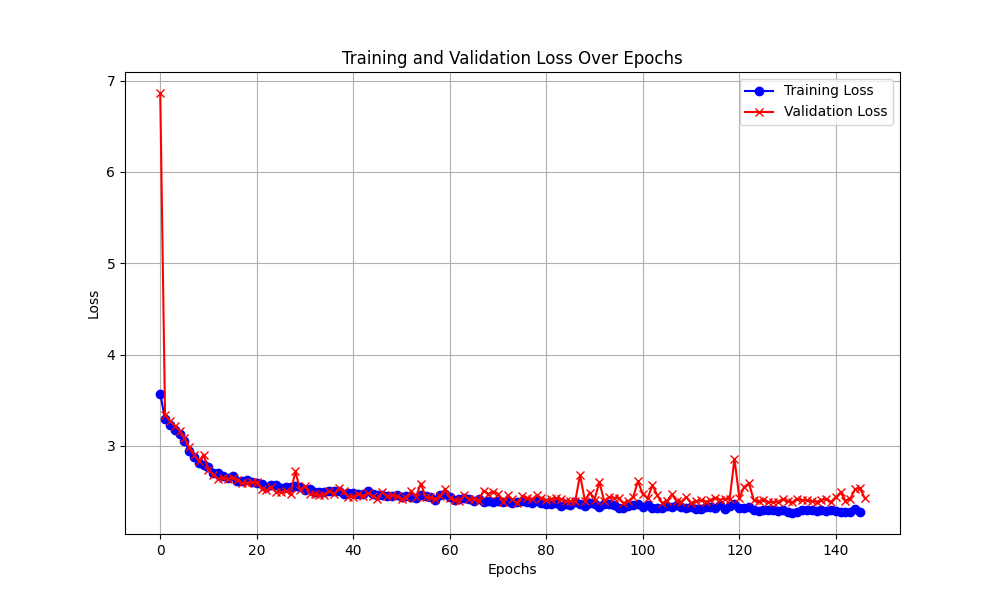 Training and Validation Loss Over Epochs
7
6
5
4
3
Loss
Training Loss
Validation Loss
0 20 40 60 80 100 120 140
Epochs